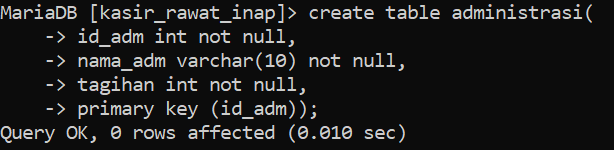 MariaDB [kasir_rawat_inap]> create table administrasi(
    -> id_adm int not null,
    -> nama_adm varchar(10) not null,
    -> tagihan int not null,
    -> primary key (id_adm));
Query OK, 0 rows affected (0.010 sec)